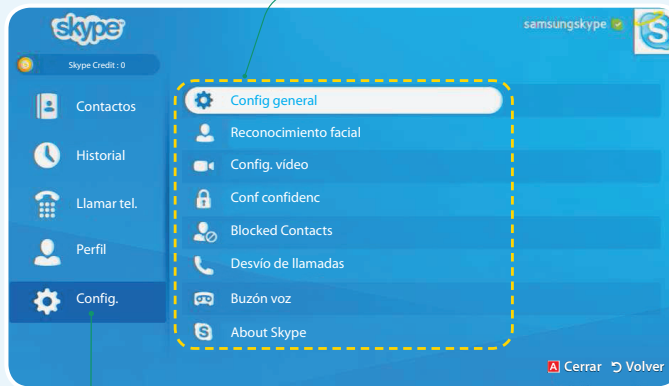 skype
samsungskype
Skype Credit : 0
Contactos
Historial
Llamar tel.
Perfil
Config.
Config general
Reconocimiento facial
Config. vídeo
Conf confidenc
Blocked Contacts
Desvío de llamadas
Buzón voz
About Skype
A Cerrar Volver